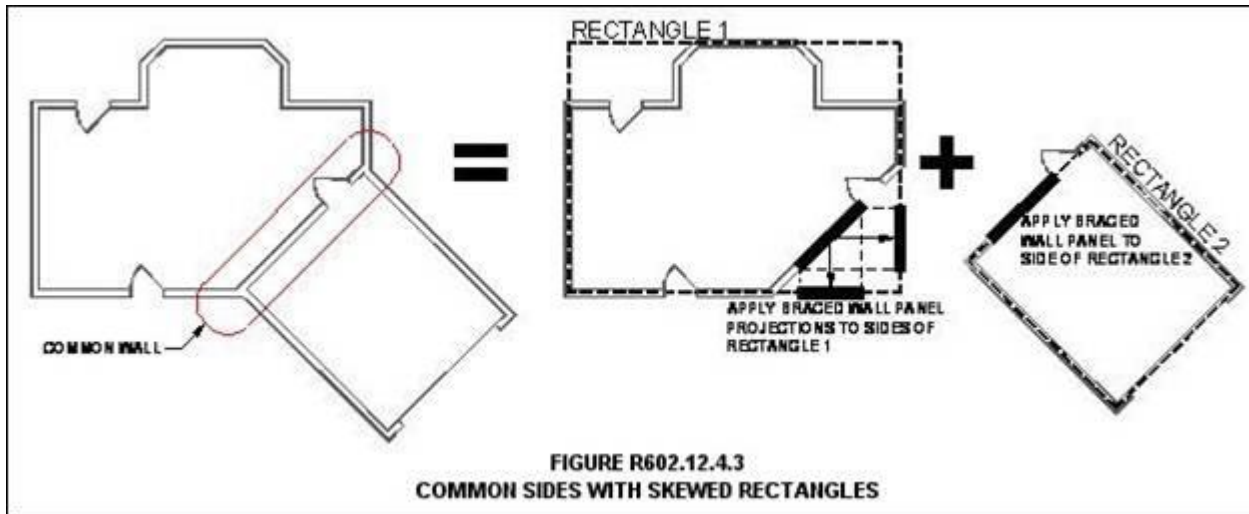 RECTANGLE 1
RECTANGLE 2
APPLY BRACED
WALL PANEL TO
SIDE OF RECTANGLE 2
APPLY BRACED WALL PANEL
PROJECTIONS TO SIDES OF
RECTANGLE 1
COMMON WALL
FIGURE R602.12.4.3
COMMON SIDES WITH SKEWED RECTANGLES